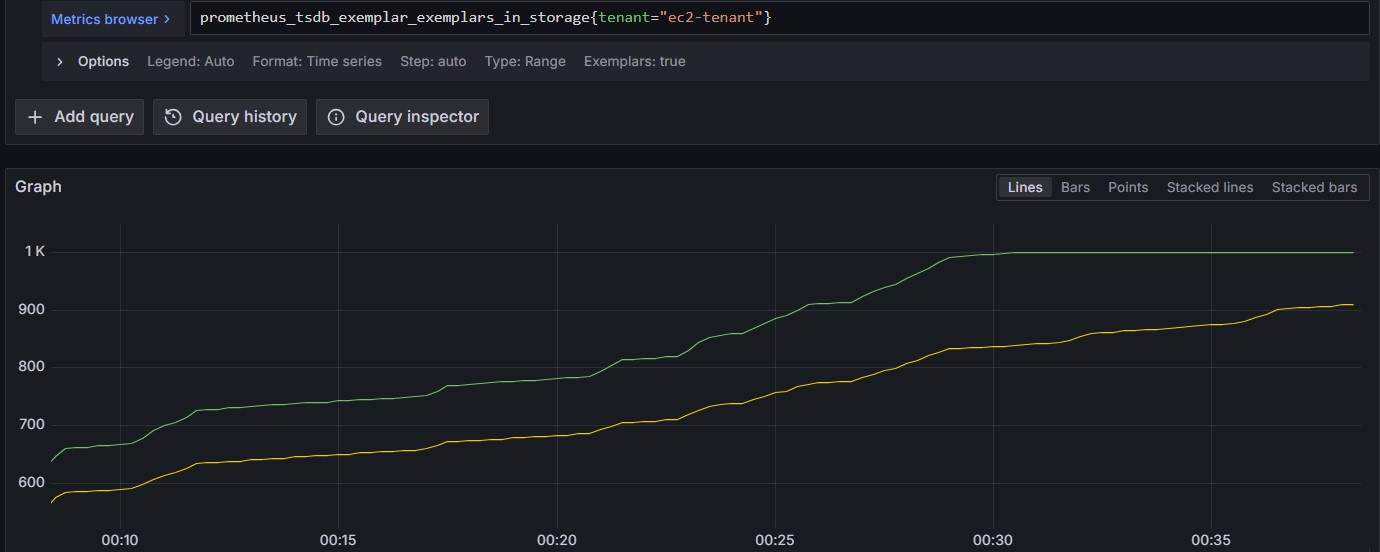 Metrics browser > prometheus_tsdb_exemplar_exemplars_in_storage{tenant="ec2-tenant"}
> Options Legend: Auto Format: Time series Step: auto Type: Range Exemplars: true
+ Add query Query history Query inspector
Graph Lines Bars Points Stacked lines Stacked bars
1 K
900
800
700
600
00:10 00:15 00:20 00:25 00:30 00:35